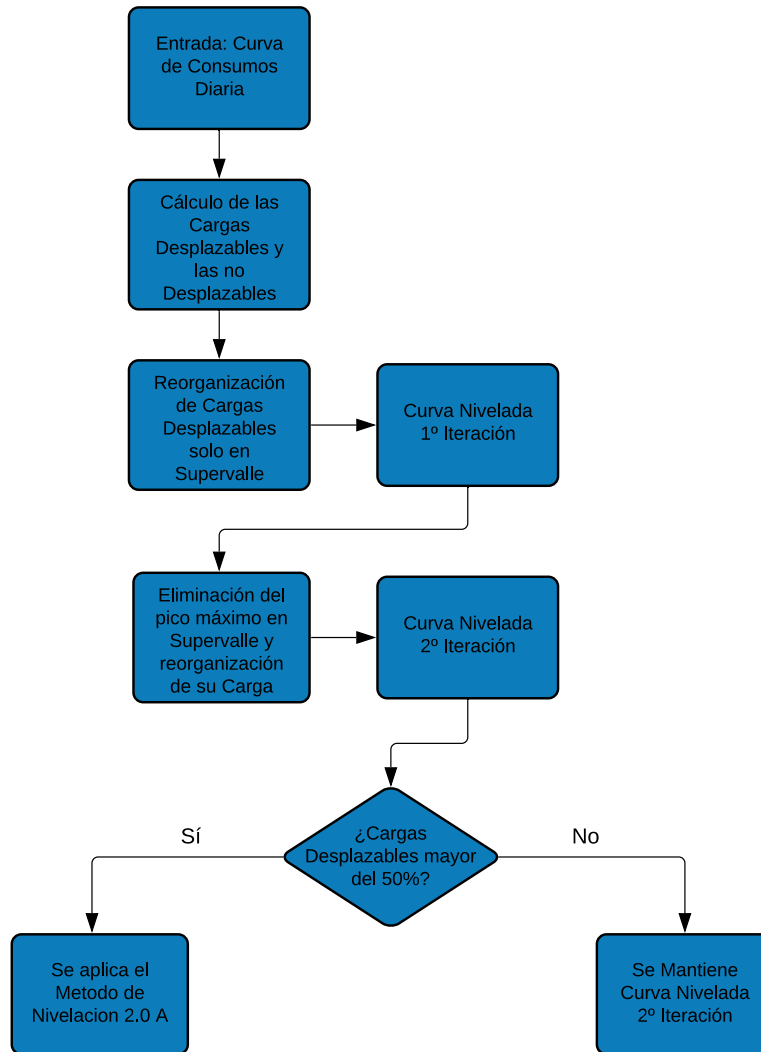 Entrada: Curva
de Consumos
Diaria
Cálculo de las
Cargas
Desplazables y
las no
Desplazables
Reorganización
de Cargas
Desplazables
solo en
Supervalle
Curva Nivelada
1º Iteración
Eliminación del
pico máximo en
Supervalle y
reorganización
de su Carga
Curva Nivelada
2º Iteración
¿Cargas
Desplazables mayor
del 50%?
Sí
No
Se aplica el
Metodo de
Nivelacion 2.0 A
Se Mantiene
Curva Nivelada
2º Iteración